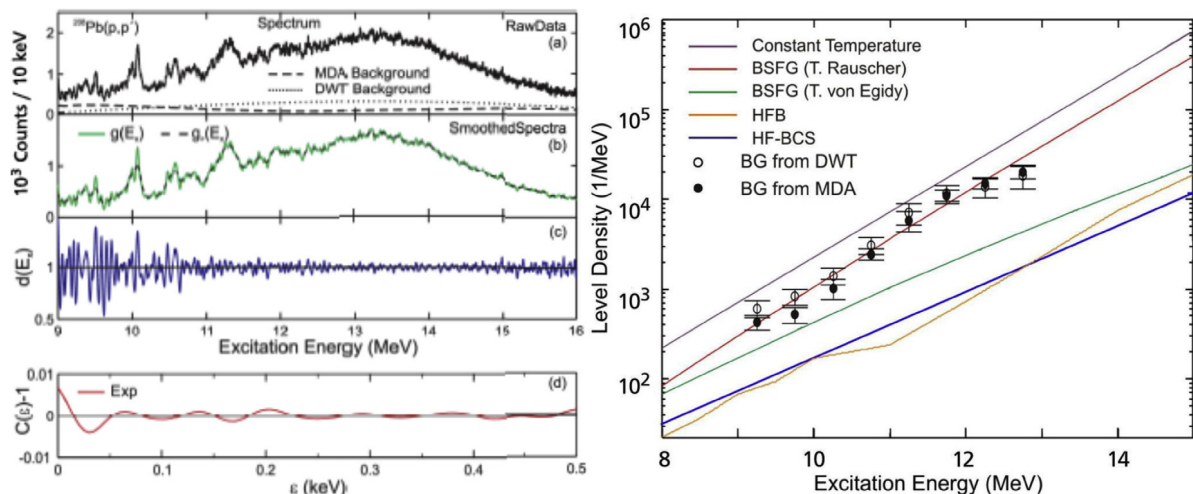 ²⁰⁸Pb(p,p')
Spectrum
RawData
(a)
MDA Background
DWT Background
2
1
0
10³ Counts / 10 keV
g(Eₓ)
g>(Eₓ)
SmoothedSpectra
(b)
1
0
(c)
d(Eₓ)
1
0.5
9
10
11
12
13
14
15
16
Excitation Energy (MeV)
0.01
0
-0.01
C(ε)-1
Exp
(d)
0
0.1
0.2
0.3
0.4
0.5
ε (keV)
10⁶
10⁵
10⁴
10³
10²
Level Density (1/MeV)
Constant Temperature
BSFG (T. Rauscher)
BSFG (T. von Egidy)
HFB
HF-BCS
BG from DWT
BG from MDA
8
10
12
14
Excitation Energy (MeV)